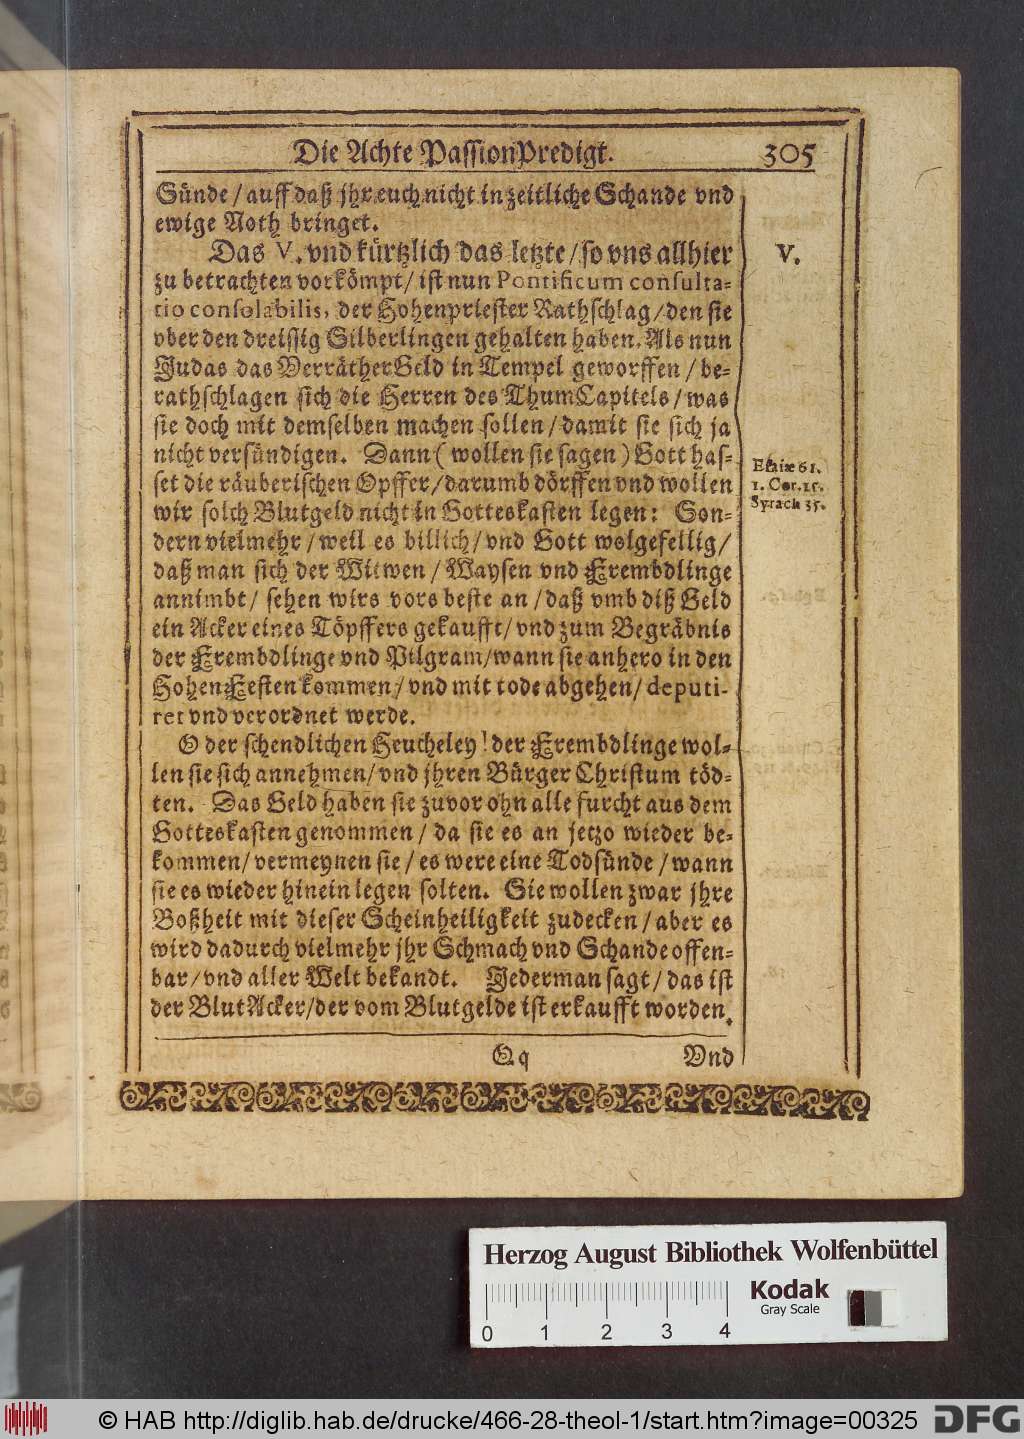 Die Achte PassionPredigt. 305
Sünde / auff daß jhr euch nicht in zeitliche Schande vnd
ewige Noth bringet.
Das V. vnd kürtzlich das letzte / so vns allhier
V.
zu betrachten vorkömpt / ist nun Pontificum consulta-
tio consolabilis, der Hohenpriester Rathschlag / den sie
vber den dreissig Silberlingen gehalten haben. Als nun
Judas das VerrätherGeld in Tempel geworffen / be-
rathschlagen sich die Herren des ThumCapitels / was
sie doch mit demselben machen sollen / damit sie sich ja
nicht versündigen. Dann ( wollen sie sagen ) Gott has-
set die räuberischen Opffer / darumb dörffen vnd wollen
wir solch Blutgeld nicht in Gotteskasten legen: Son-
dern vielmehr / weil es billich / vnd Gott wolgefellig /
daß man sich der Witwen / Waysen vnd Frembdlinge
annimbt / sehen wirs vors beste an / daß vmb diß Geld
ein Acker eines Töpffers gekaufft / vnd zum Begräbnis
der Frembdlinge vnd Pilgram / wann sie anhero in den
Hohen Festen kommen / vnd mit tode abgehen / deputi-
ret vnd verordnet werde.
Esaiæ 61.
1. Cor. 15.
Syrach 35.
O der schendlichen Heucheley! der Frembdlinge wol-
len sie sich annehmen / vnd jhren Bürger Christum töd-
ten. Das Geld haben sie zuvor ohn alle furcht aus dem
Gotteskasten genommen / da sie es an jetzo wieder be-
kommen / vermeynen sie / es were eine Todsünde / wann
sie es wieder hinein legen solten. Sie wollen zwar jhre
Boßheit mit dieser Scheinheiligkeit zudecken / aber es
wird dadurch vielmehr jhr Schmach vnd Schande offen-
bar / vnd aller Welt bekandt. Jederman sagt / das ist
der BlutAcker / der vom Blutgelde ist erkaufft worden.
Qq Vnd
Herzog August Bibliothek Wolfenbüttel
Kodak
Gray Scale
0 1 2 3 4
© HAB http://diglib.hab.de/drucke/466-28-theol-1/start.htm?image=00325
DFG